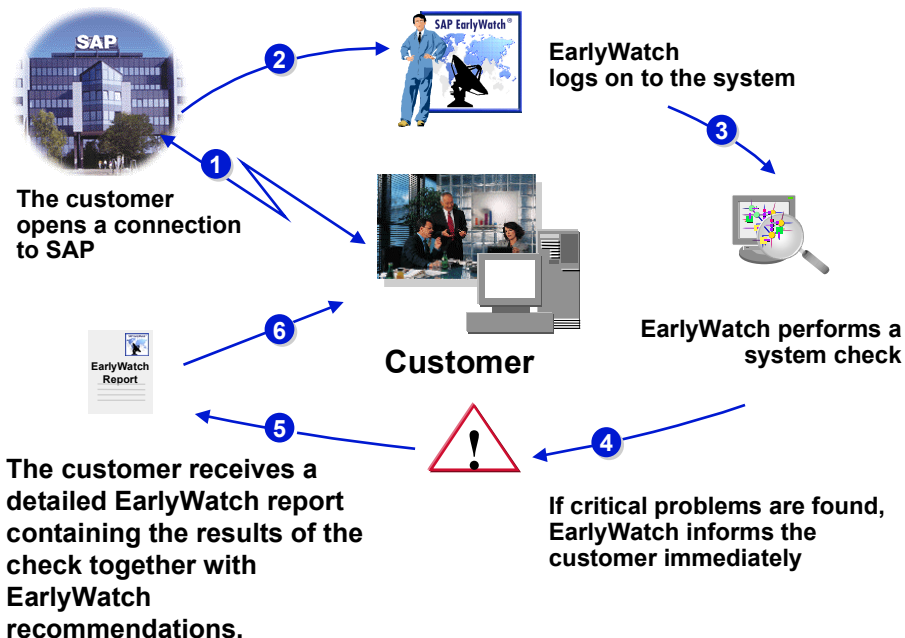 SAP
2
SAP EarlyWatch®
EarlyWatch
logs on to the system
3
1
The customer
opens a connection
to SAP
6
EarlyWatch
Report
Customer
EarlyWatch performs a
system check
5
4
!
The customer receives a
detailed EarlyWatch report
containing the results of the
check together with
EarlyWatch
recommendations.
If critical problems are found,
EarlyWatch informs the
customer immediately